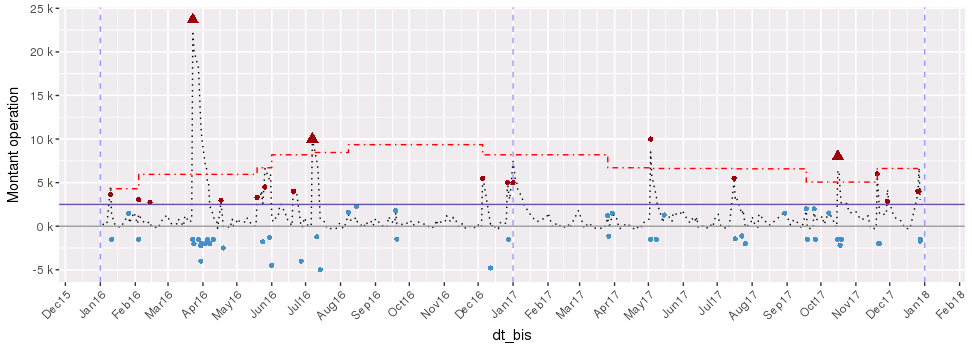 Montant operation
25 k
20 k
15 k
10 k
5 k
0 k
-5 k
Dec15 Jan16 Feb16 Mar16 Apr16 May16 Jun16 Jul16 Aug16 Sep16 Oct16 Nov16 Dec16 Jan17 Feb17 Mar17 Apr17 May17 Jun17 Jul17 Aug17 Sep17 Oct17 Nov17 Dec17 Jan18 Feb18
dt_bis